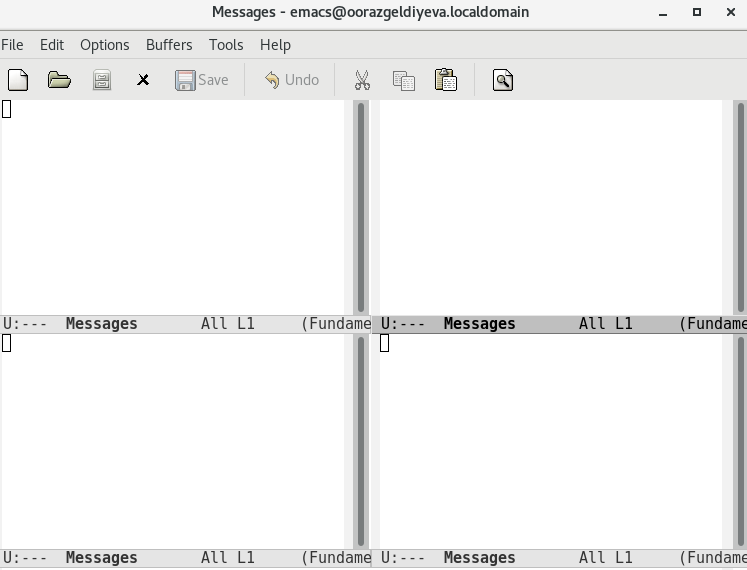 Messages - emacs@oorazgeldiyeva.localdomain
File Edit Options Buffers Tools Help
Save Undo
U:--- Messages All L1 (Fundame
U:--- Messages All L1 (Fundame
U:--- Messages All L1 (Fundame
U:--- Messages All L1 (Fundame